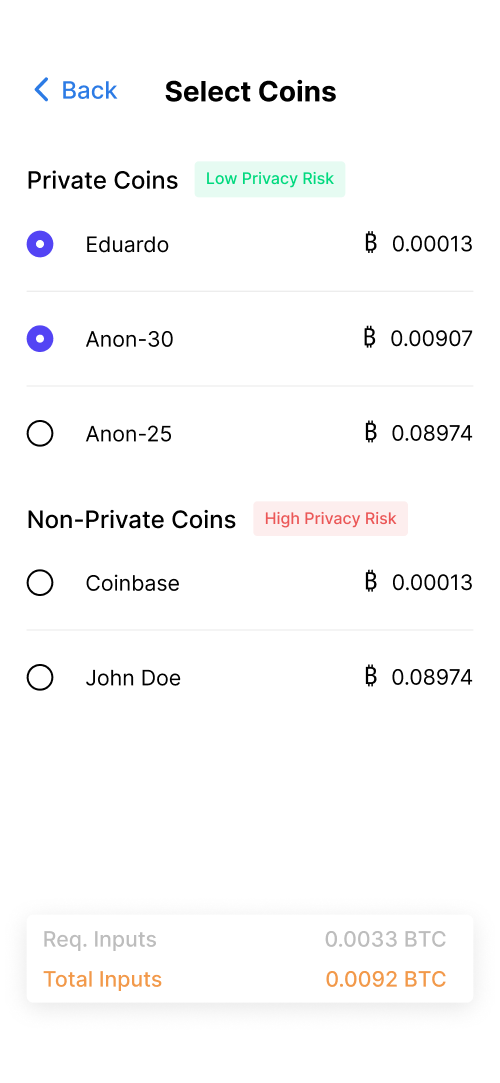 Back Select Coins
Private Coins Low Privacy Risk
Eduardo ₿ 0.00013
Anon-30 ₿ 0.00907
Anon-25 ₿ 0.08974
Non-Private Coins High Privacy Risk
Coinbase ₿ 0.00013
John Doe ₿ 0.08974
Req. Inputs 0.0033 BTC
Total Inputs 0.0092 BTC